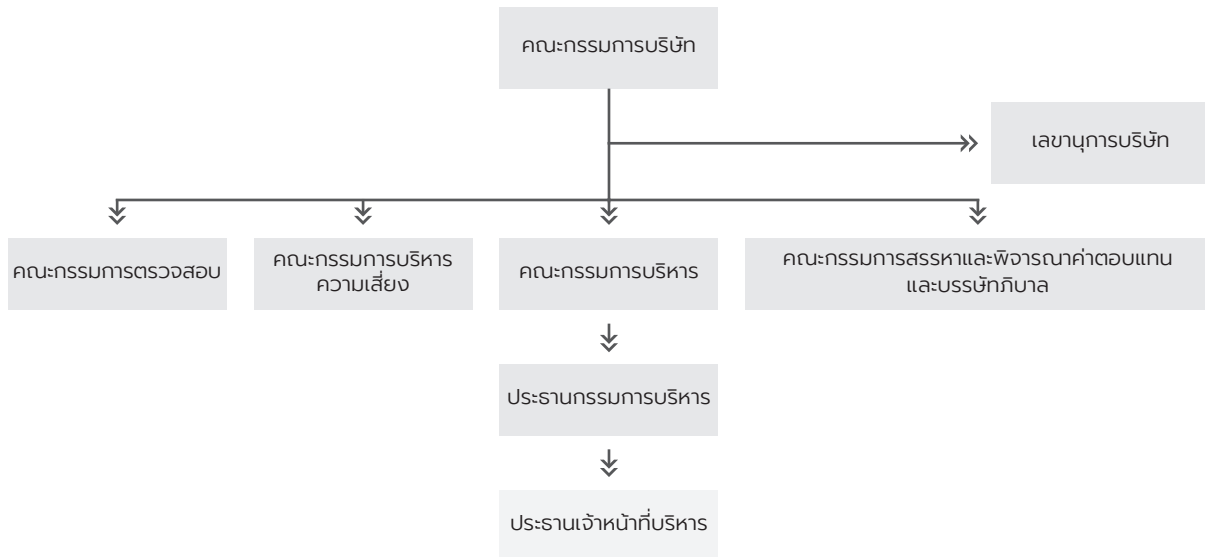 คณะกรรมการบริษัท
เลขานุการบริษัท
คณะกรรมการตรวจสอบ
คณะกรรมการบริหาร
ความเสี่ยง
คณะกรรมการบริหาร
คณะกรรมการสรรหาและพิจารณาค่าตอบแทน
และบรรษัทภิบาล
ประธานกรรมการบริหาร
ประธานเจ้าหน้าที่บริหาร